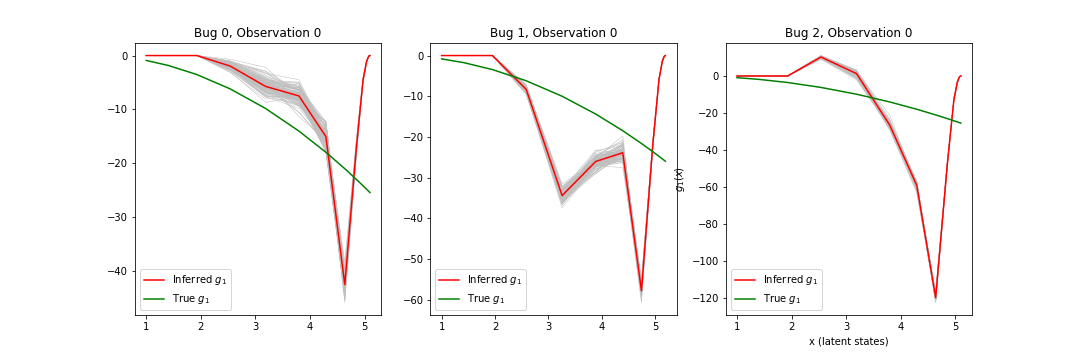 Bug 0, Observation 0
0
−10
−20
−30
−40
1 2 3 4 5
Inferred g₁
True g₁
Bug 1, Observation 0
0
−10
−20
−30
−40
−50
−60
1 2 3 4 5
Inferred g₁
True g₁
Bug 2, Observation 0
g₁(x)
0
−20
−40
−60
−80
−100
−120
1 2 3 4 5
x (latent states)
Inferred g₁
True g₁